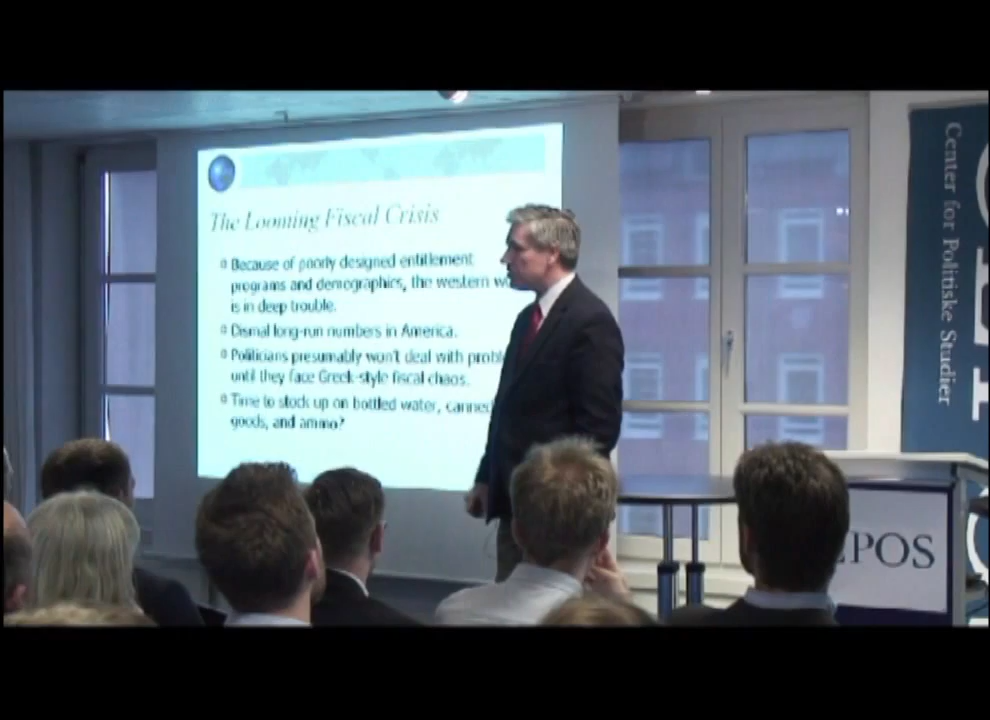 The Looming Fiscal Crisis
Because of poorly designed entitlement
programs and demographics, the western
is in deep trouble.
Dismal long-run numbers in America.
Politicians presumably won't deal with
until they face Greek-style fiscal chaos.
Time to stock up on bottled water, canned
goods, and ammo?
Center for Politiske Studier
EPOS